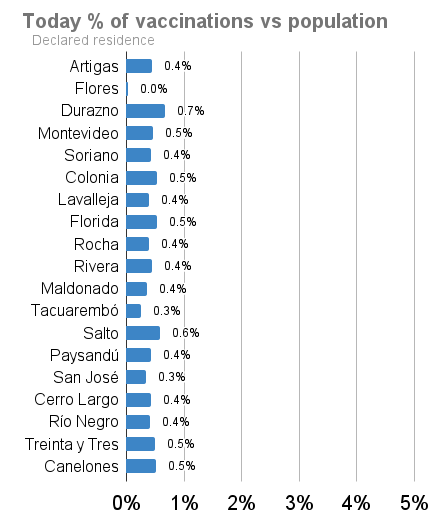 Today % of vaccinations vs population
Declared residence
Artigas 0.4%
Flores 0.0%
Durazno 0.7%
Montevideo 0.5%
Soriano 0.4%
Colonia 0.5%
Lavalleja 0.4%
Florida 0.5%
Rocha 0.4%
Rivera 0.4%
Maldonado 0.4%
Tacuarembó 0.3%
Salto 0.6%
Paysandú 0.4%
San José 0.3%
Cerro Largo 0.4%
Río Negro 0.4%
Treinta y Tres 0.5%
Canelones 0.5%
0% 1% 2% 3% 4% 5%